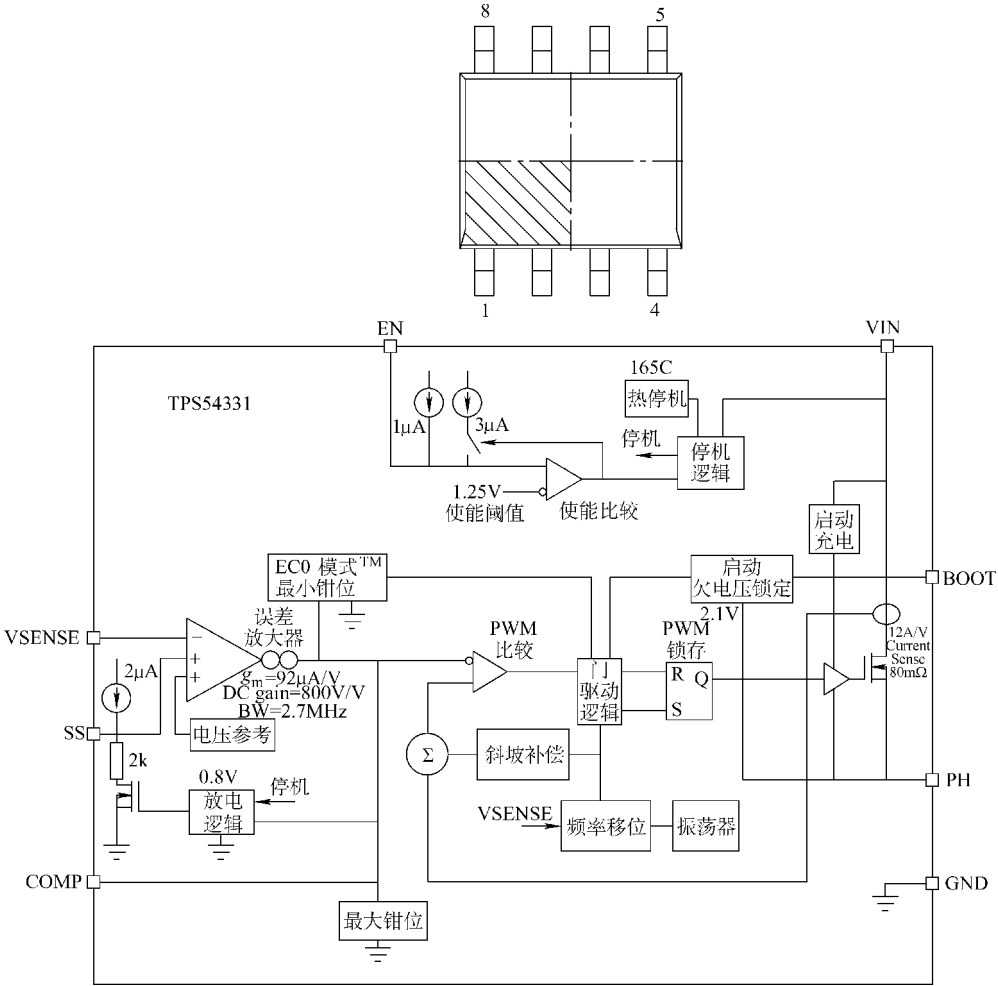 8 5
1 4
EN VIN
TPS54331
165C
热停机
1μA 3μA
停机
停机
逻辑
1.25V
使能阈值 使能比较
启动
充电
EC0 模式™
最小钳位
启动
欠电压锁定
BOOT
2.1V
VSENSE
误差
放大器
PWM
比较
PWM
锁存
12A/V
Current
Sense
80mΩ
−
+
+
2μA
gm=92μA/V
DC gain=800V/V
BW=2.7MHz
门
驱动
逻辑
R Q
S
SS
电压参考
2k
Σ
斜坡补偿
0.8V
停机
放电
逻辑
PH
VSENSE
频率移位
振荡器
COMP
GND
最大钳位